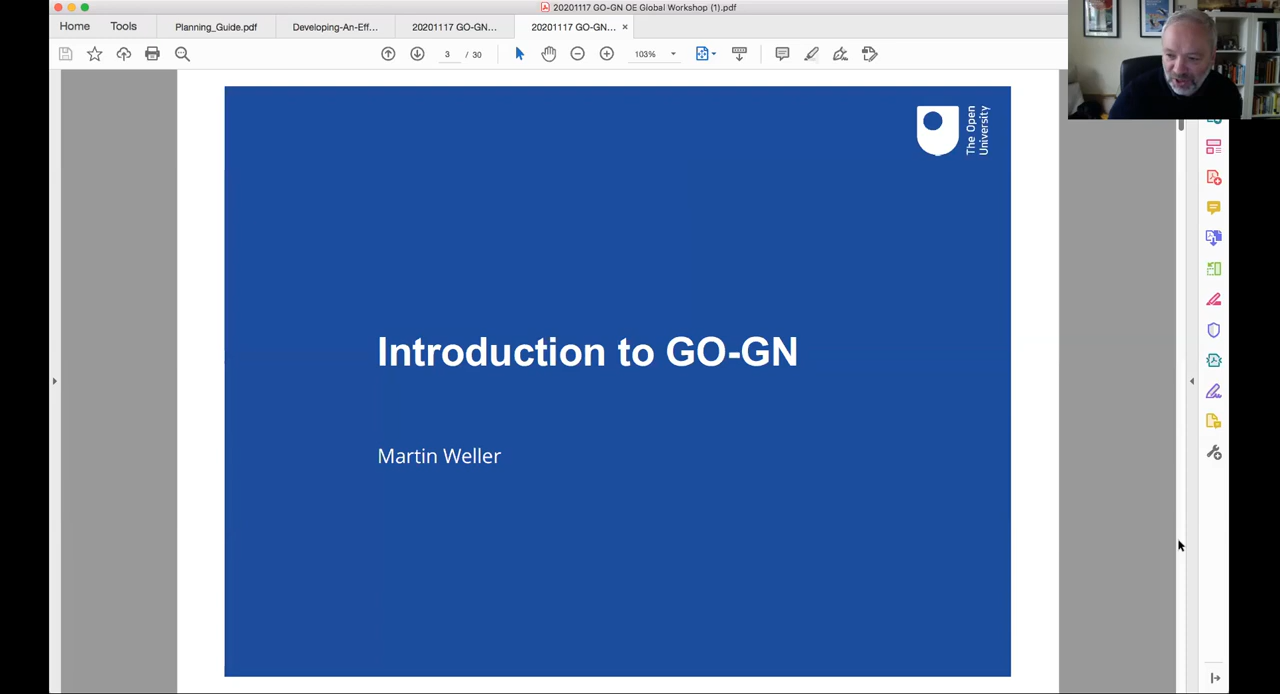 20201117 GO-GN OE Global Workshop (1).pdf
Home
Tools
Planning_Guide.pdf
Developing-An-Eff...
20201117 GO-GN...
20201117 GO-GN...
3 / 30
103%
The Open
University
Introduction to GO-GN
Martin Weller